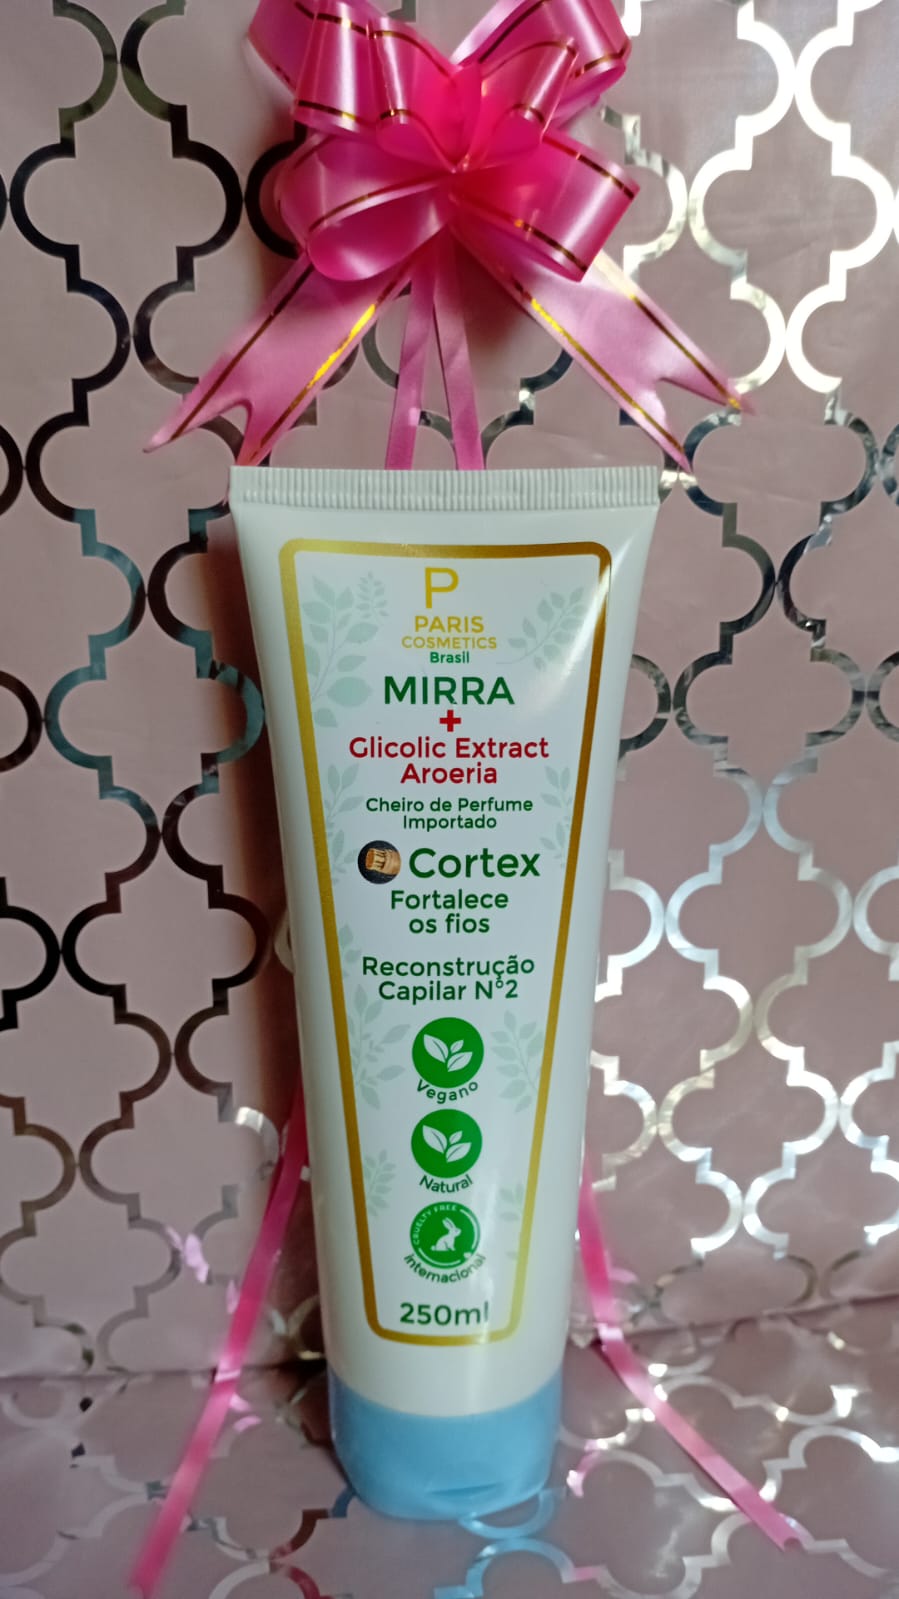 P
PARIS
COSMETICS
Brasil
MIRRA
+
Glicolic Extract
Aroeria
Cheiro de Perfume
Importado
Cortex
Fortalece
os fios
Reconstrução
Capilar N°2
Vegano
Natural
CRUELTY FREE
internacional
250ml